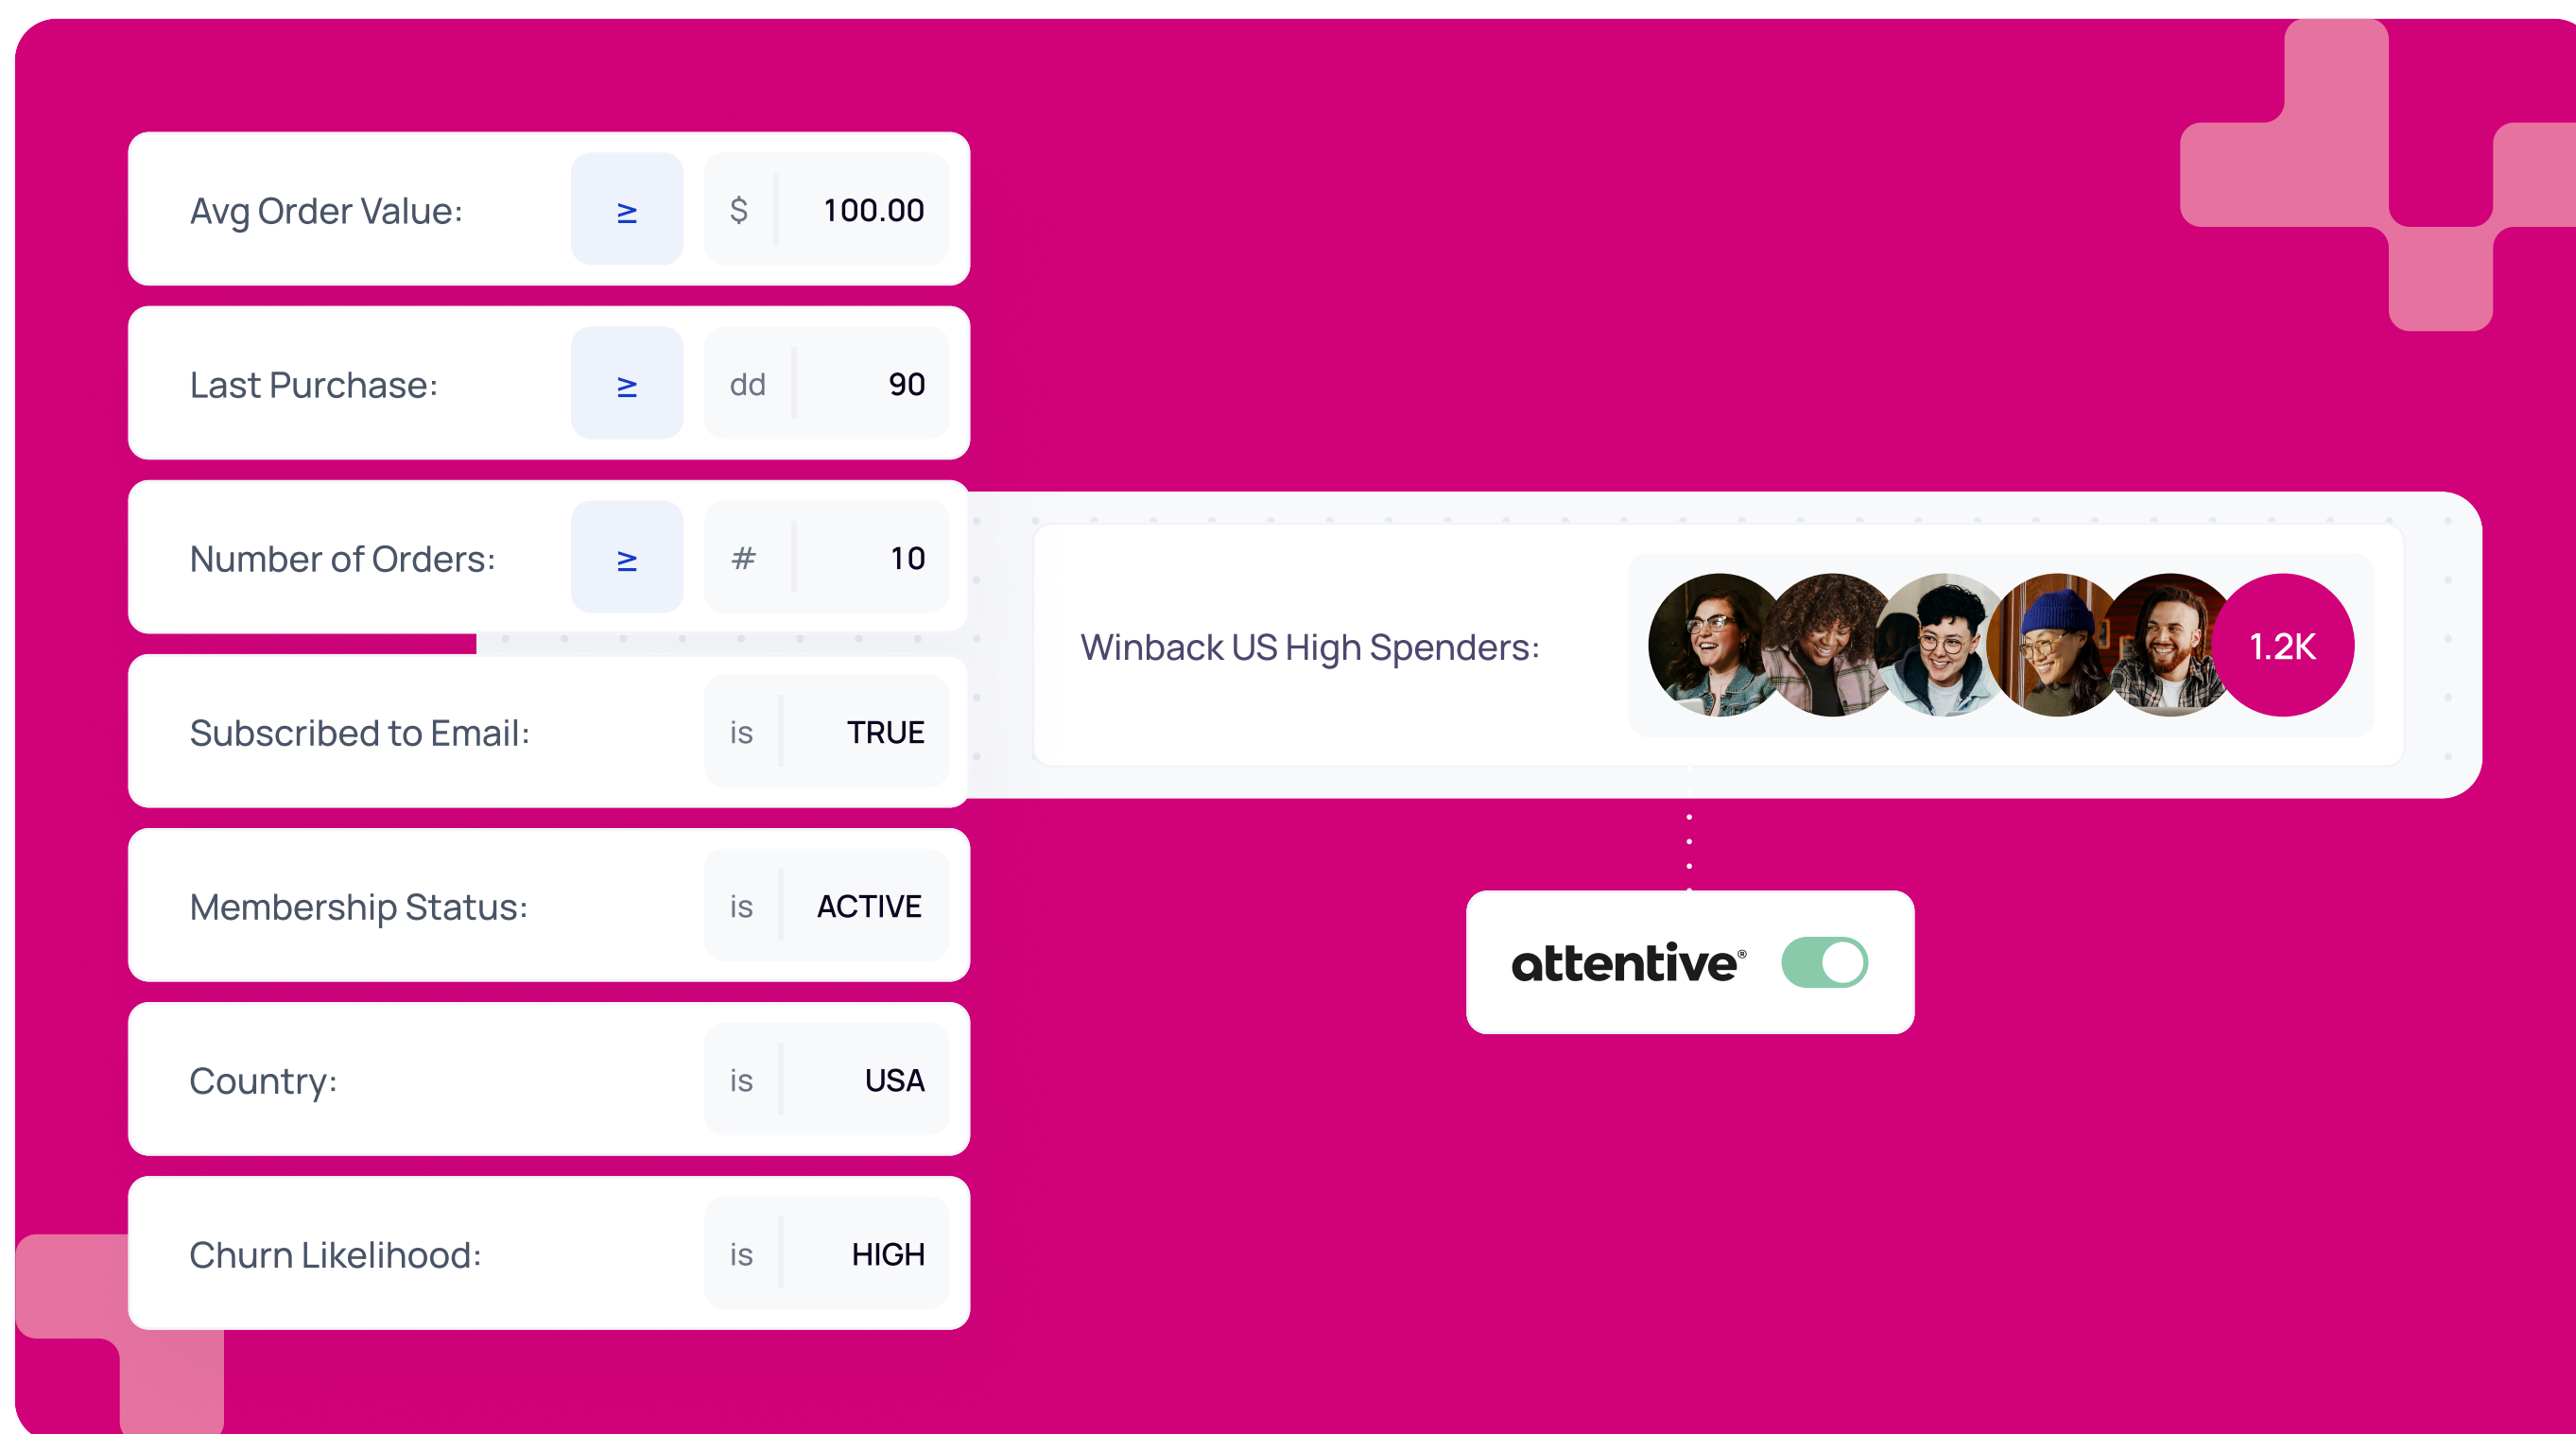 Avg Order Value: ≥ $ 100.00
Last Purchase: ≥ dd 90
Number of Orders: ≥ # 10
Subscribed to Email: is TRUE
Membership Status: is ACTIVE
Country: is USA
Churn Likelihood: is HIGH
Winback US High Spenders: 1.2K
attentive®